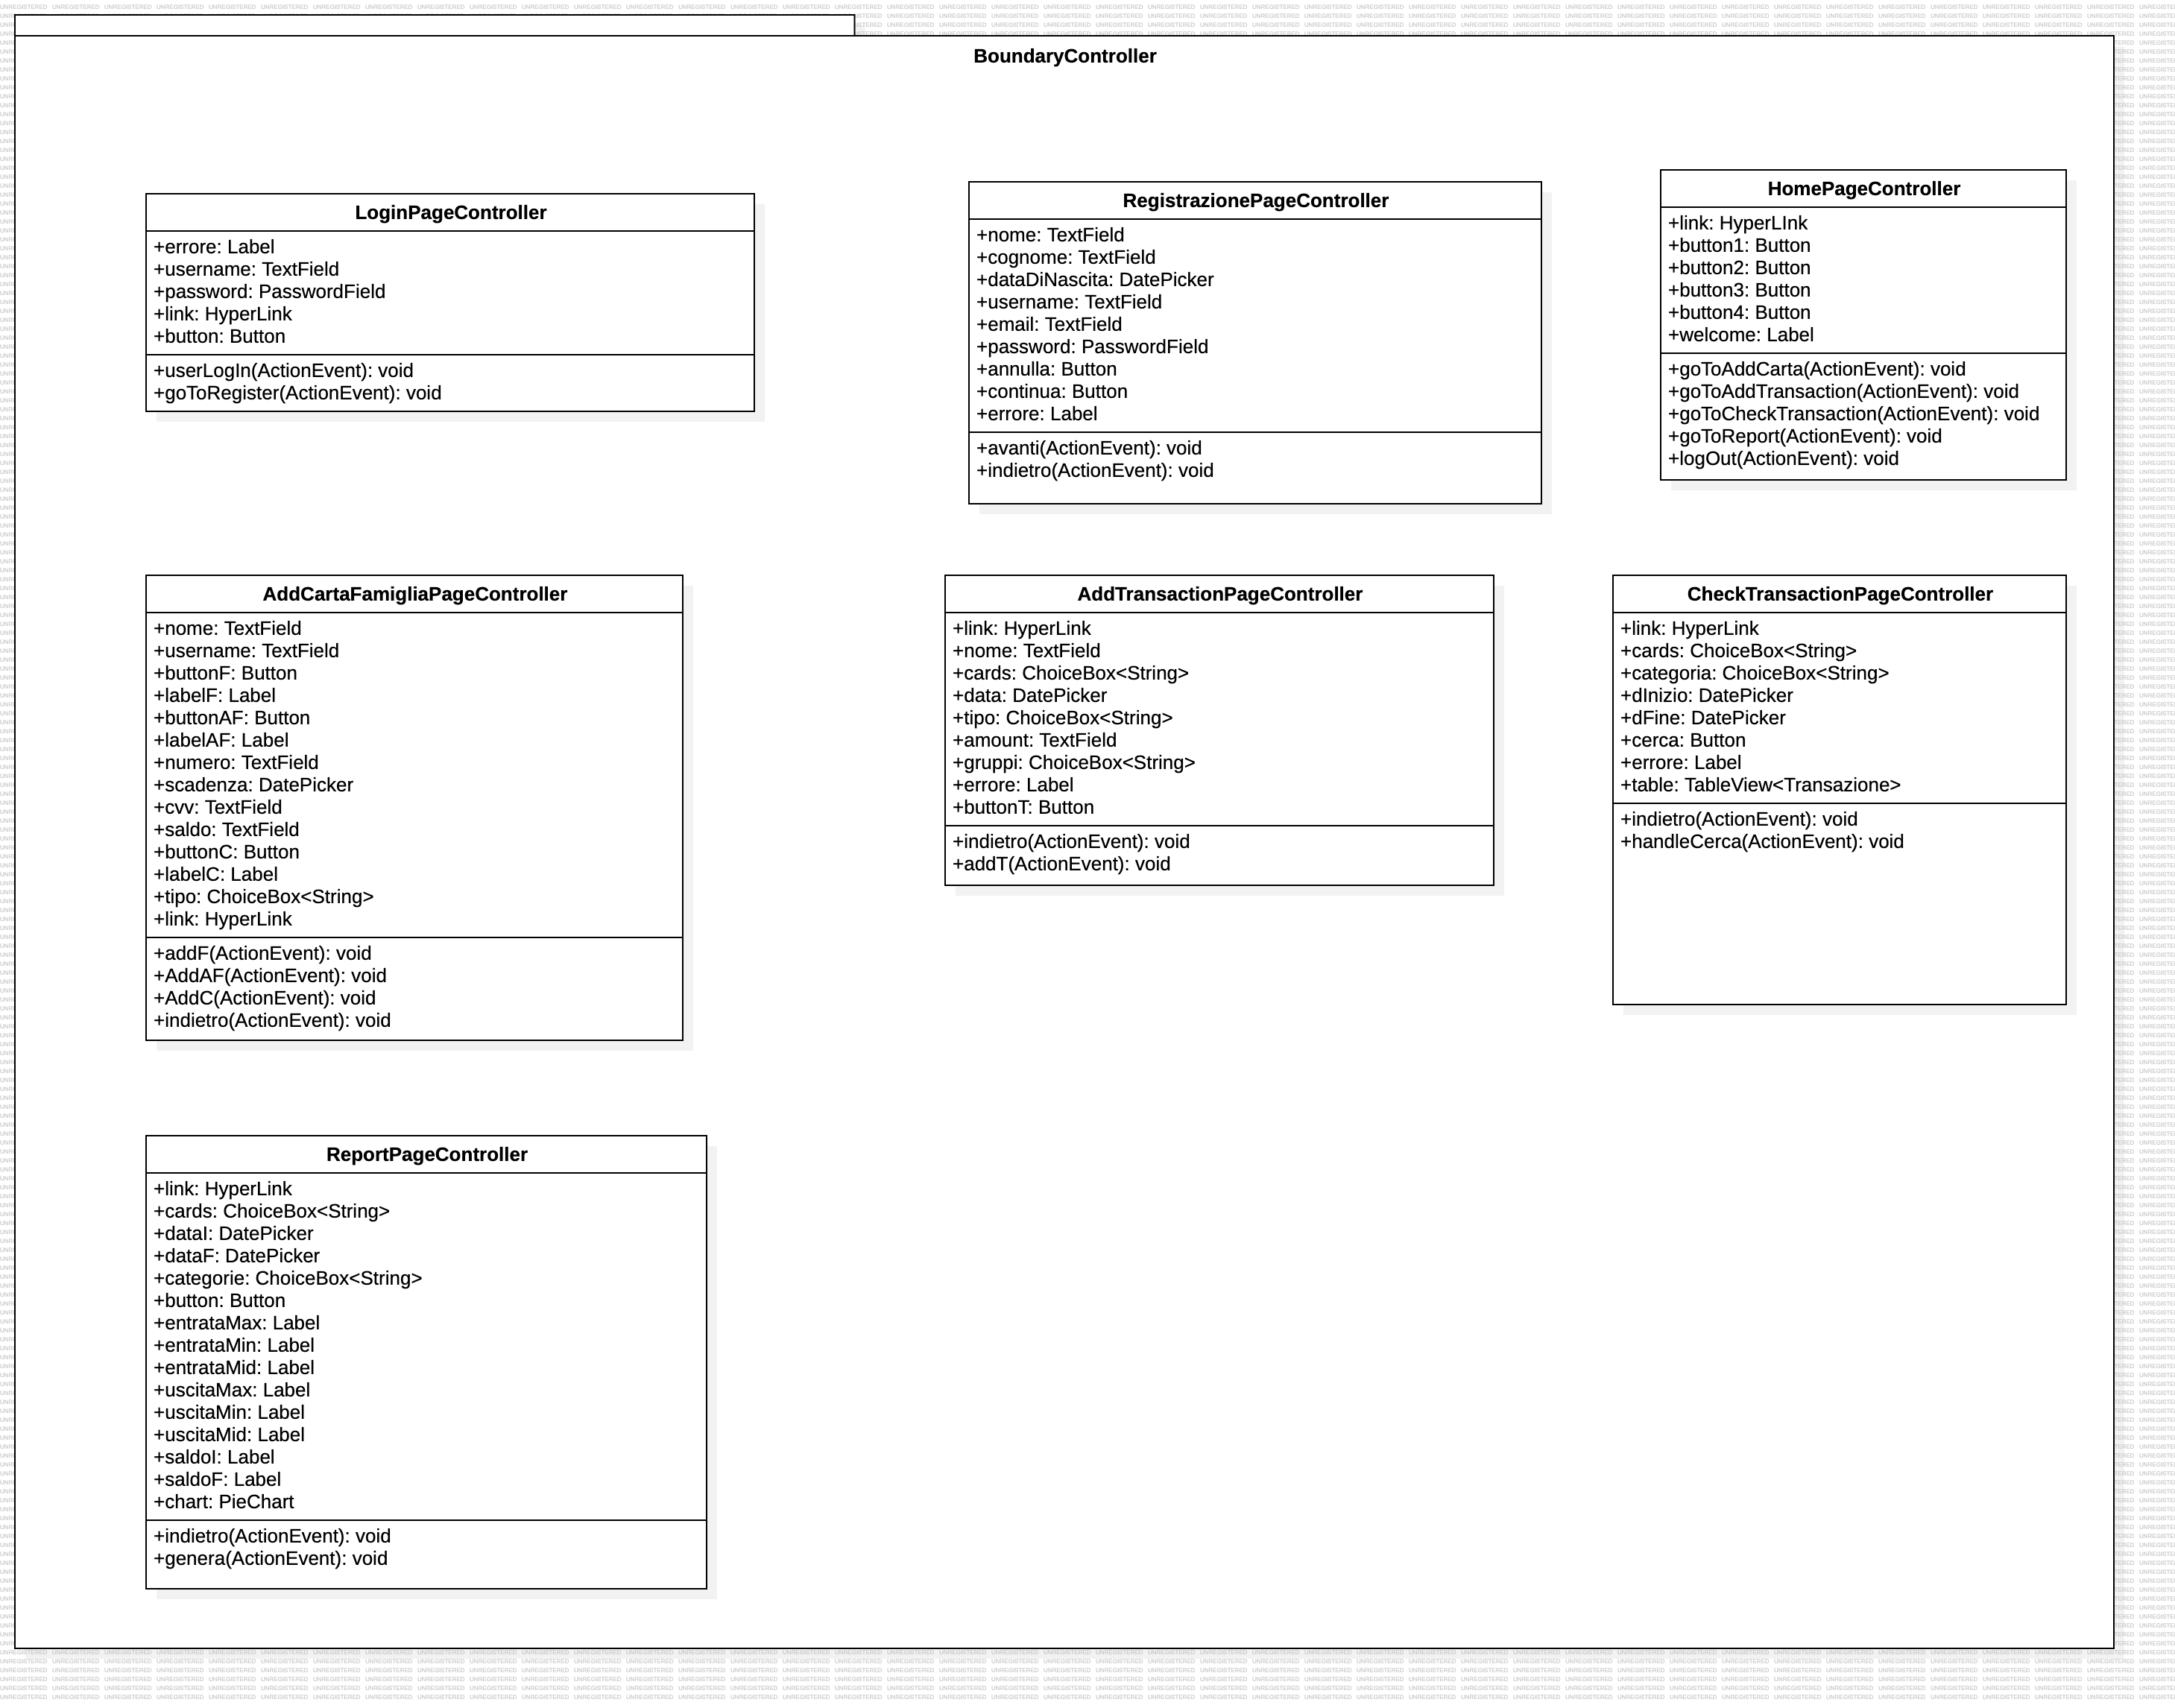 BoundaryController
LoginPageController
+errore: Label
+username: TextField
+password: PasswordField
+link: HyperLink
+button: Button
+userLogIn(ActionEvent): void
+goToRegister(ActionEvent): void
RegistrazionePageController
+nome: TextField
+cognome: TextField
+dataDiNascita: DatePicker
+username: TextField
+email: TextField
+password: PasswordField
+annulla: Button
+continua: Button
+errore: Label
+avanti(ActionEvent): void
+indietro(ActionEvent): void
HomePageController
+link: HyperLInk
+button1: Button
+button2: Button
+button3: Button
+button4: Button
+welcome: Label
+goToAddCarta(ActionEvent): void
+goToAddTransaction(ActionEvent): void
+goToCheckTransaction(ActionEvent): void
+goToReport(ActionEvent): void
+logOut(ActionEvent): void
AddCartaFamigliaPageController
+nome: TextField
+username: TextField
+buttonF: Button
+labelF: Label
+buttonAF: Button
+labelAF: Label
+numero: TextField
+scadenza: DatePicker
+cvv: TextField
+saldo: TextField
+buttonC: Button
+labelC: Label
+tipo: ChoiceBox<String>
+link: HyperLink
+addF(ActionEvent): void
+AddAF(ActionEvent): void
+AddC(ActionEvent): void
+indietro(ActionEvent): void
AddTransactionPageController
+link: HyperLink
+nome: TextField
+cards: ChoiceBox<String>
+data: DatePicker
+tipo: ChoiceBox<String>
+amount: TextField
+gruppi: ChoiceBox<String>
+errore: Label
+buttonT: Button
+indietro(ActionEvent): void
+addT(ActionEvent): void
CheckTransactionPageController
+link: HyperLink
+cards: ChoiceBox<String>
+categoria: ChoiceBox<String>
+dInizio: DatePicker
+dFine: DatePicker
+cerca: Button
+errore: Label
+table: TableView<Transazione>
+indietro(ActionEvent): void
+handleCerca(ActionEvent): void
ReportPageController
+link: HyperLink
+cards: ChoiceBox<String>
+dataI: DatePicker
+dataF: DatePicker
+categorie: ChoiceBox<String>
+button: Button
+entrataMax: Label
+entrataMin: Label
+entrataMid: Label
+uscitaMax: Label
+uscitaMin: Label
+uscitaMid: Label
+saldoI: Label
+saldoF: Label
+chart: PieChart
+indietro(ActionEvent): void
+genera(ActionEvent): void